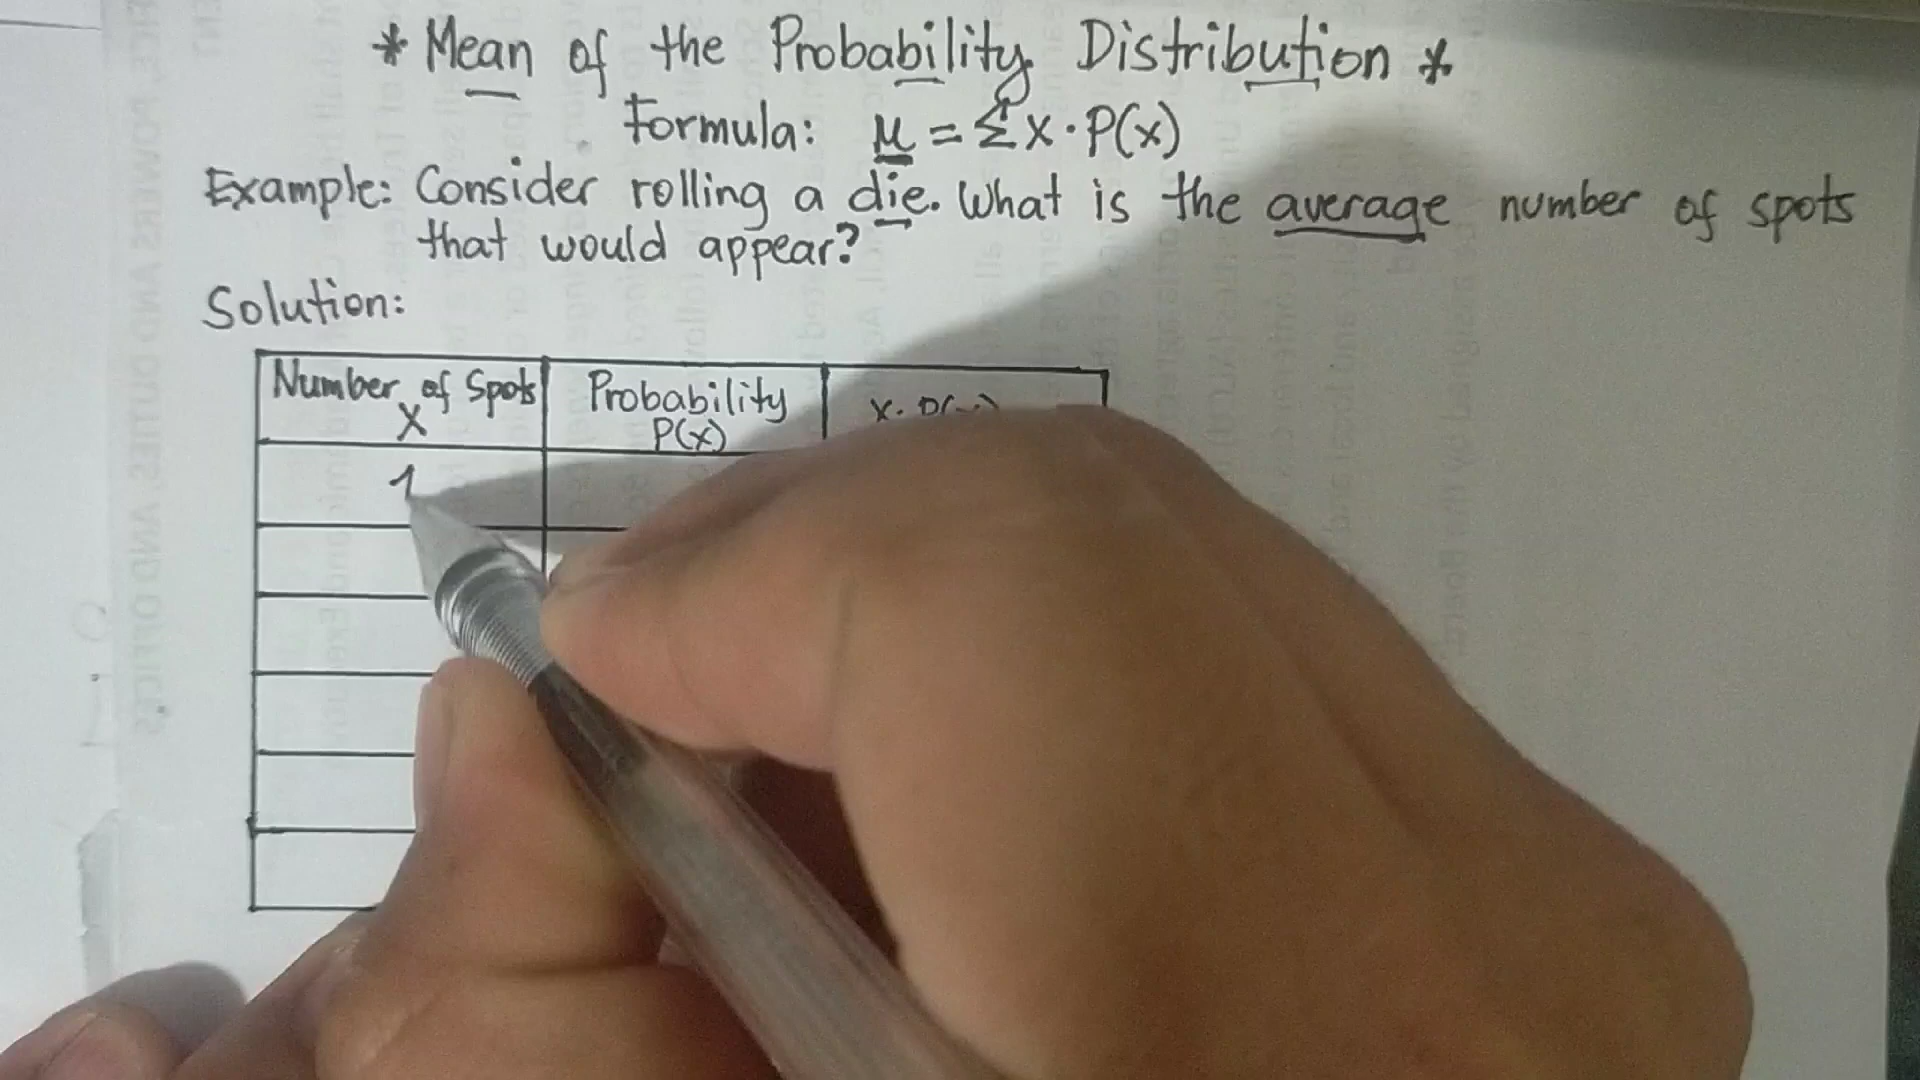 * Mean of the Probability Distribution *
Formula: μ = ΣX · P(x)
Example: Consider rolling a die. What is the average number of spots
that would appear?
Solution:
Number of Spots
X
Probability
P(x)
X ·
1